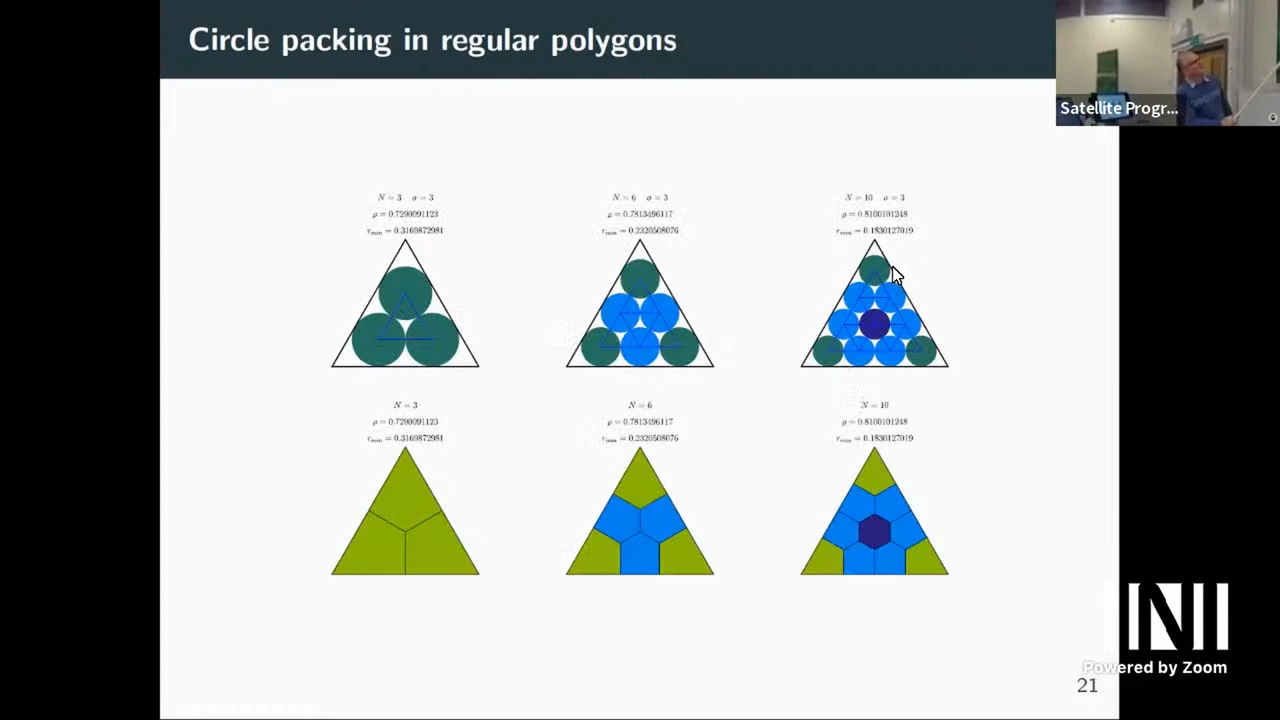 Circle packing in regular polygons
Satellite Progr...
N = 3 σ = 3
ρ = 0.7290091123
r_min = 0.3169872981
N = 6 σ = 3
ρ = 0.7813496117
r_min = 0.2320508076
N = 10 σ = 3
ρ = 0.8100101248
r_min = 0.1830127019
N = 3
ρ = 0.7290091123
r_min = 0.3169872981
N = 6
ρ = 0.7813496117
r_min = 0.2320508076
N = 10
ρ = 0.8100101248
r_min = 0.1830127019
INI
Powered by Zoom
21